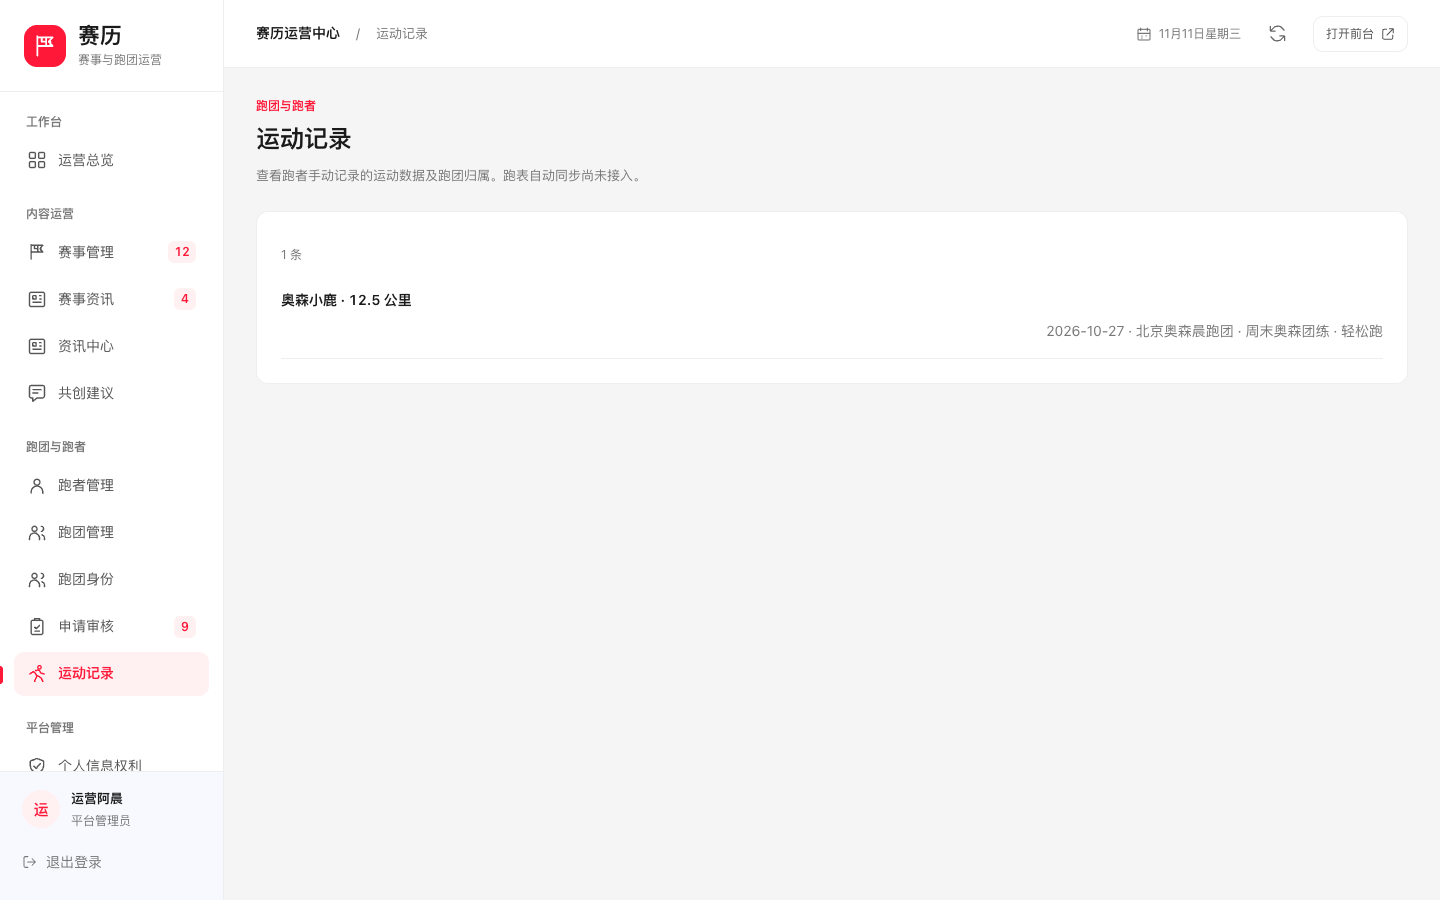 赛历
赛事与跑团运营
工作台
运营总览
内容运营
赛事管理 12
赛事资讯 4
资讯中心
共创建议
跑团与跑者
跑者管理
跑团管理
跑团身份
申请审核 9
运动记录
平台管理
个人信息权利
运 运营阿晨
平台管理员
退出登录
赛历运营中心 / 运动记录
11月11日星期三
打开前台
跑团与跑者
运动记录
查看跑者手动记录的运动数据及跑团归属。跑表自动同步尚未接入。
1 条
奥森小鹿 · 12.5 公里
2026-10-27 · 北京奥森晨跑团 · 周末奥森团练 · 轻松跑